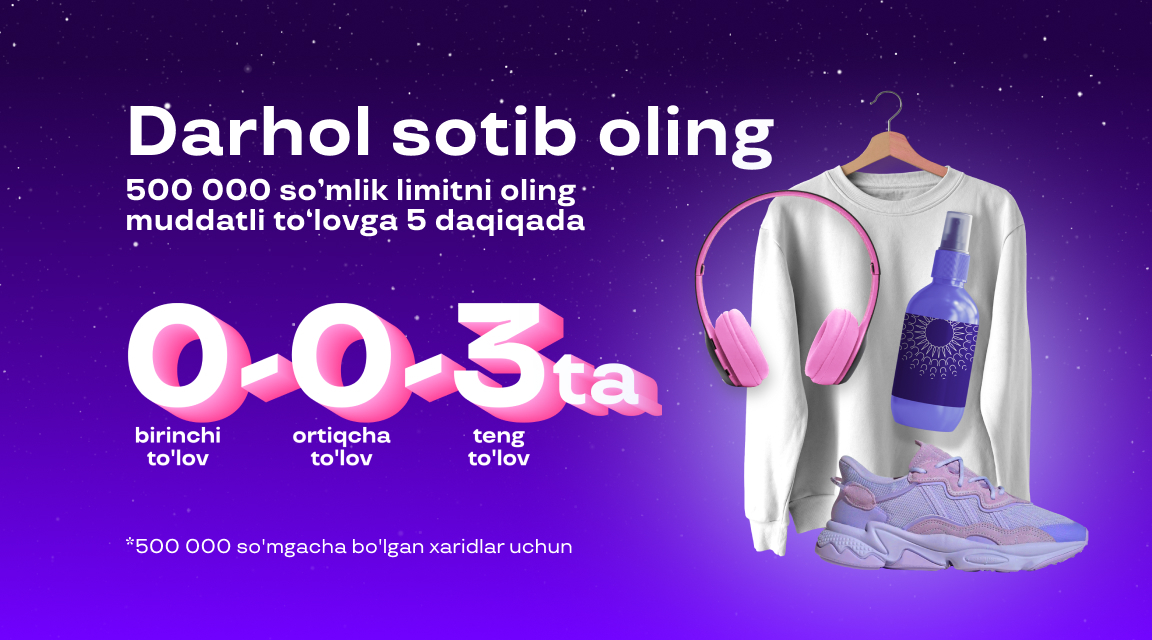 Darhol sotib oling
500 000 so’mlik limitni oling
muddatli to‘lovga 5 daqiqada
0-0-3ta
birinchi to'lov
ortiqcha to'lov
teng to'lov
*500 000 so'mgacha bo'lgan xaridlar uchun